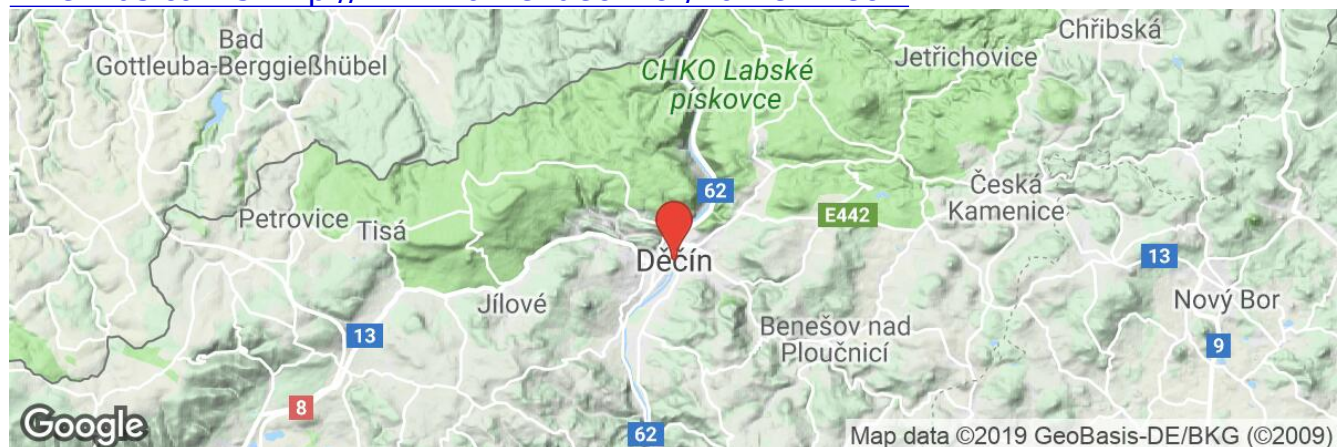 Chřibská
Bad
Gottleuba-Berggießhübel
Jetřichovice
CHKO Labské
pískovce
62
Česká
Kamenice
E442
Petrovice
Tisá
Děčín
13
Jílové
Nový Bor
Benešov nad
Ploučnicí
13
9
8
Google
62
Map data ©2019 GeoBasis-DE/BKG (©2009)